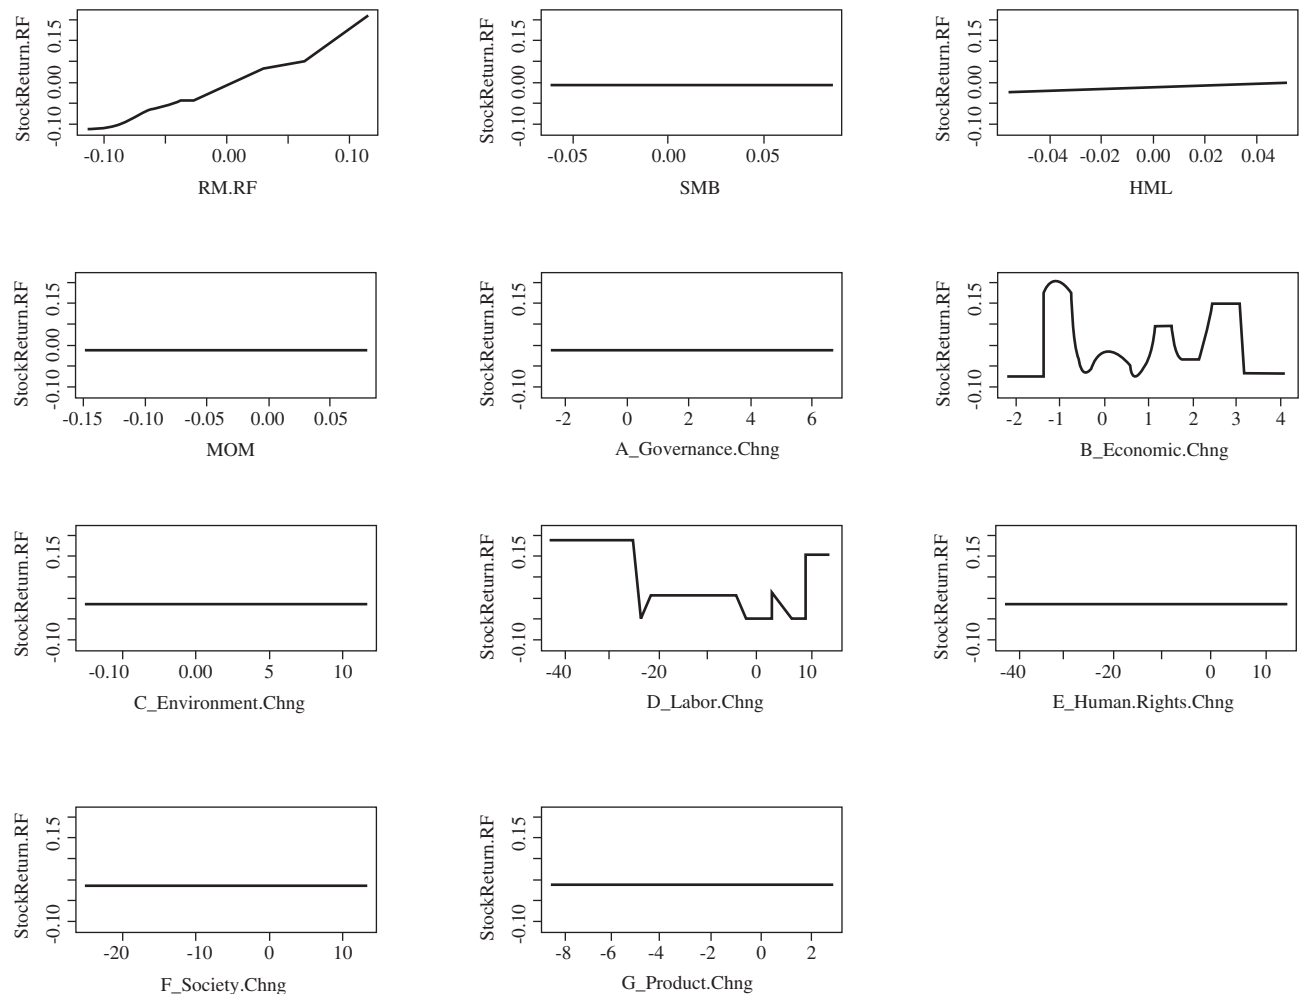 StockReturn.RF
-0.10 0.00 0.15
-0.10 0.00 0.10
RM.RF
StockReturn.RF
-0.10 0.00 0.15
-0.05 0.00 0.05
SMB
StockReturn.RF
-0.10 0.00 0.15
-0.04 -0.02 0.00 0.02 0.04
HML
StockReturn.RF
-0.10 0.00 0.15
-0.15 -0.10 -0.05 0.00 0.05
MOM
StockReturn.RF
-0.10 0.15
-2 0 2 4 6
A_Governance.Chng
StockReturn.RF
-0.10 0.15
-2 -1 0 1 2 3 4
B_Economic.Chng
StockReturn.RF
-0.10 0.15
-0.10 0.00 5 10
C_Environment.Chng
StockReturn.RF
-0.10 0.15
-40 -20 0 10
D_Labor.Chng
StockReturn.RF
-0.10 0.15
-40 -20 0 10
E_Human.Rights.Chng
StockReturn.RF
-0.10 0.15
-20 -10 0 10
F_Society.Chng
StockReturn.RF
-0.10 0.15
-8 -6 -4 -2 0 2
G_Product.Chng